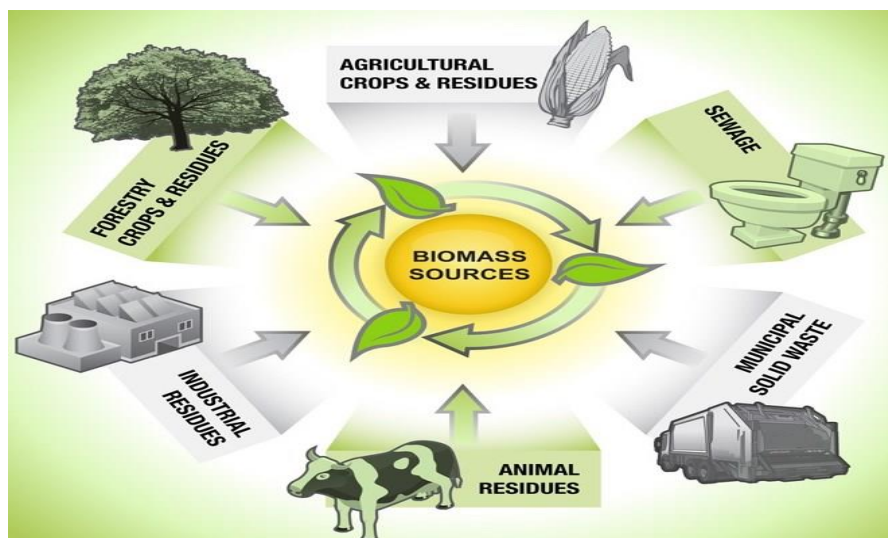 AGRICULTURAL
CROPS & RESIDUES
SEWAGE
FORESTRY
CROPS & RESIDUES
BIOMASS
SOURCES
INDUSTRIAL
RESIDUES
MUNICIPAL
SOLID WASTE
ANIMAL
RESIDUES